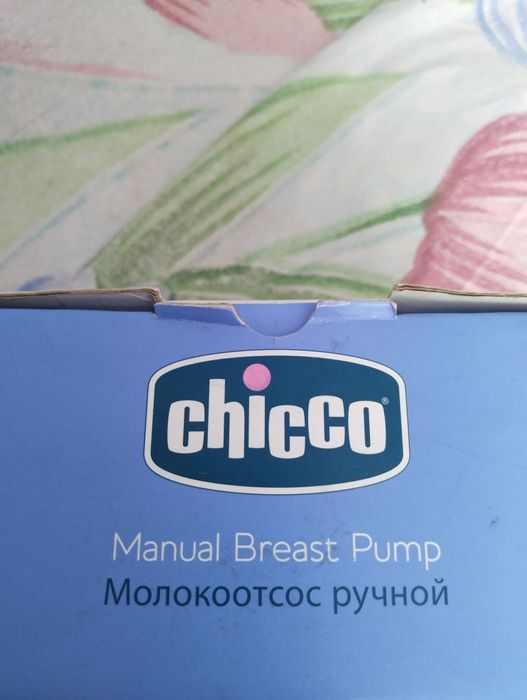 chicco®
Manual Breast Pump
Молокоотсос ручной